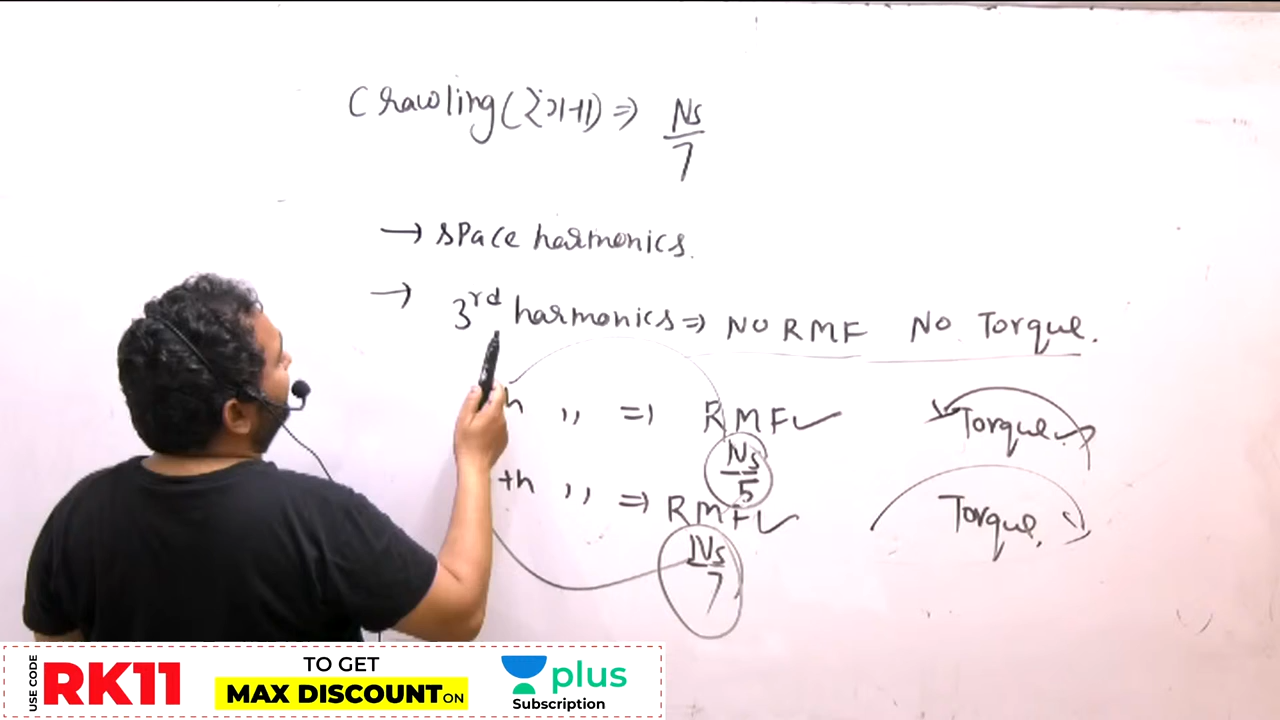 Crawling (रेंगना) ⇒ Ns/7
→ space harmonics.
→ 3rd harmonics ⇒ NO RMF NO Torque.
h ,, ⇒ RMF ✓ Torque
Ns/5
th ,, ⇒ RMF ✓ Torque.
Ns/7
USE CODE RK11
TO GET
MAX DISCOUNT ON
plus
Subscription